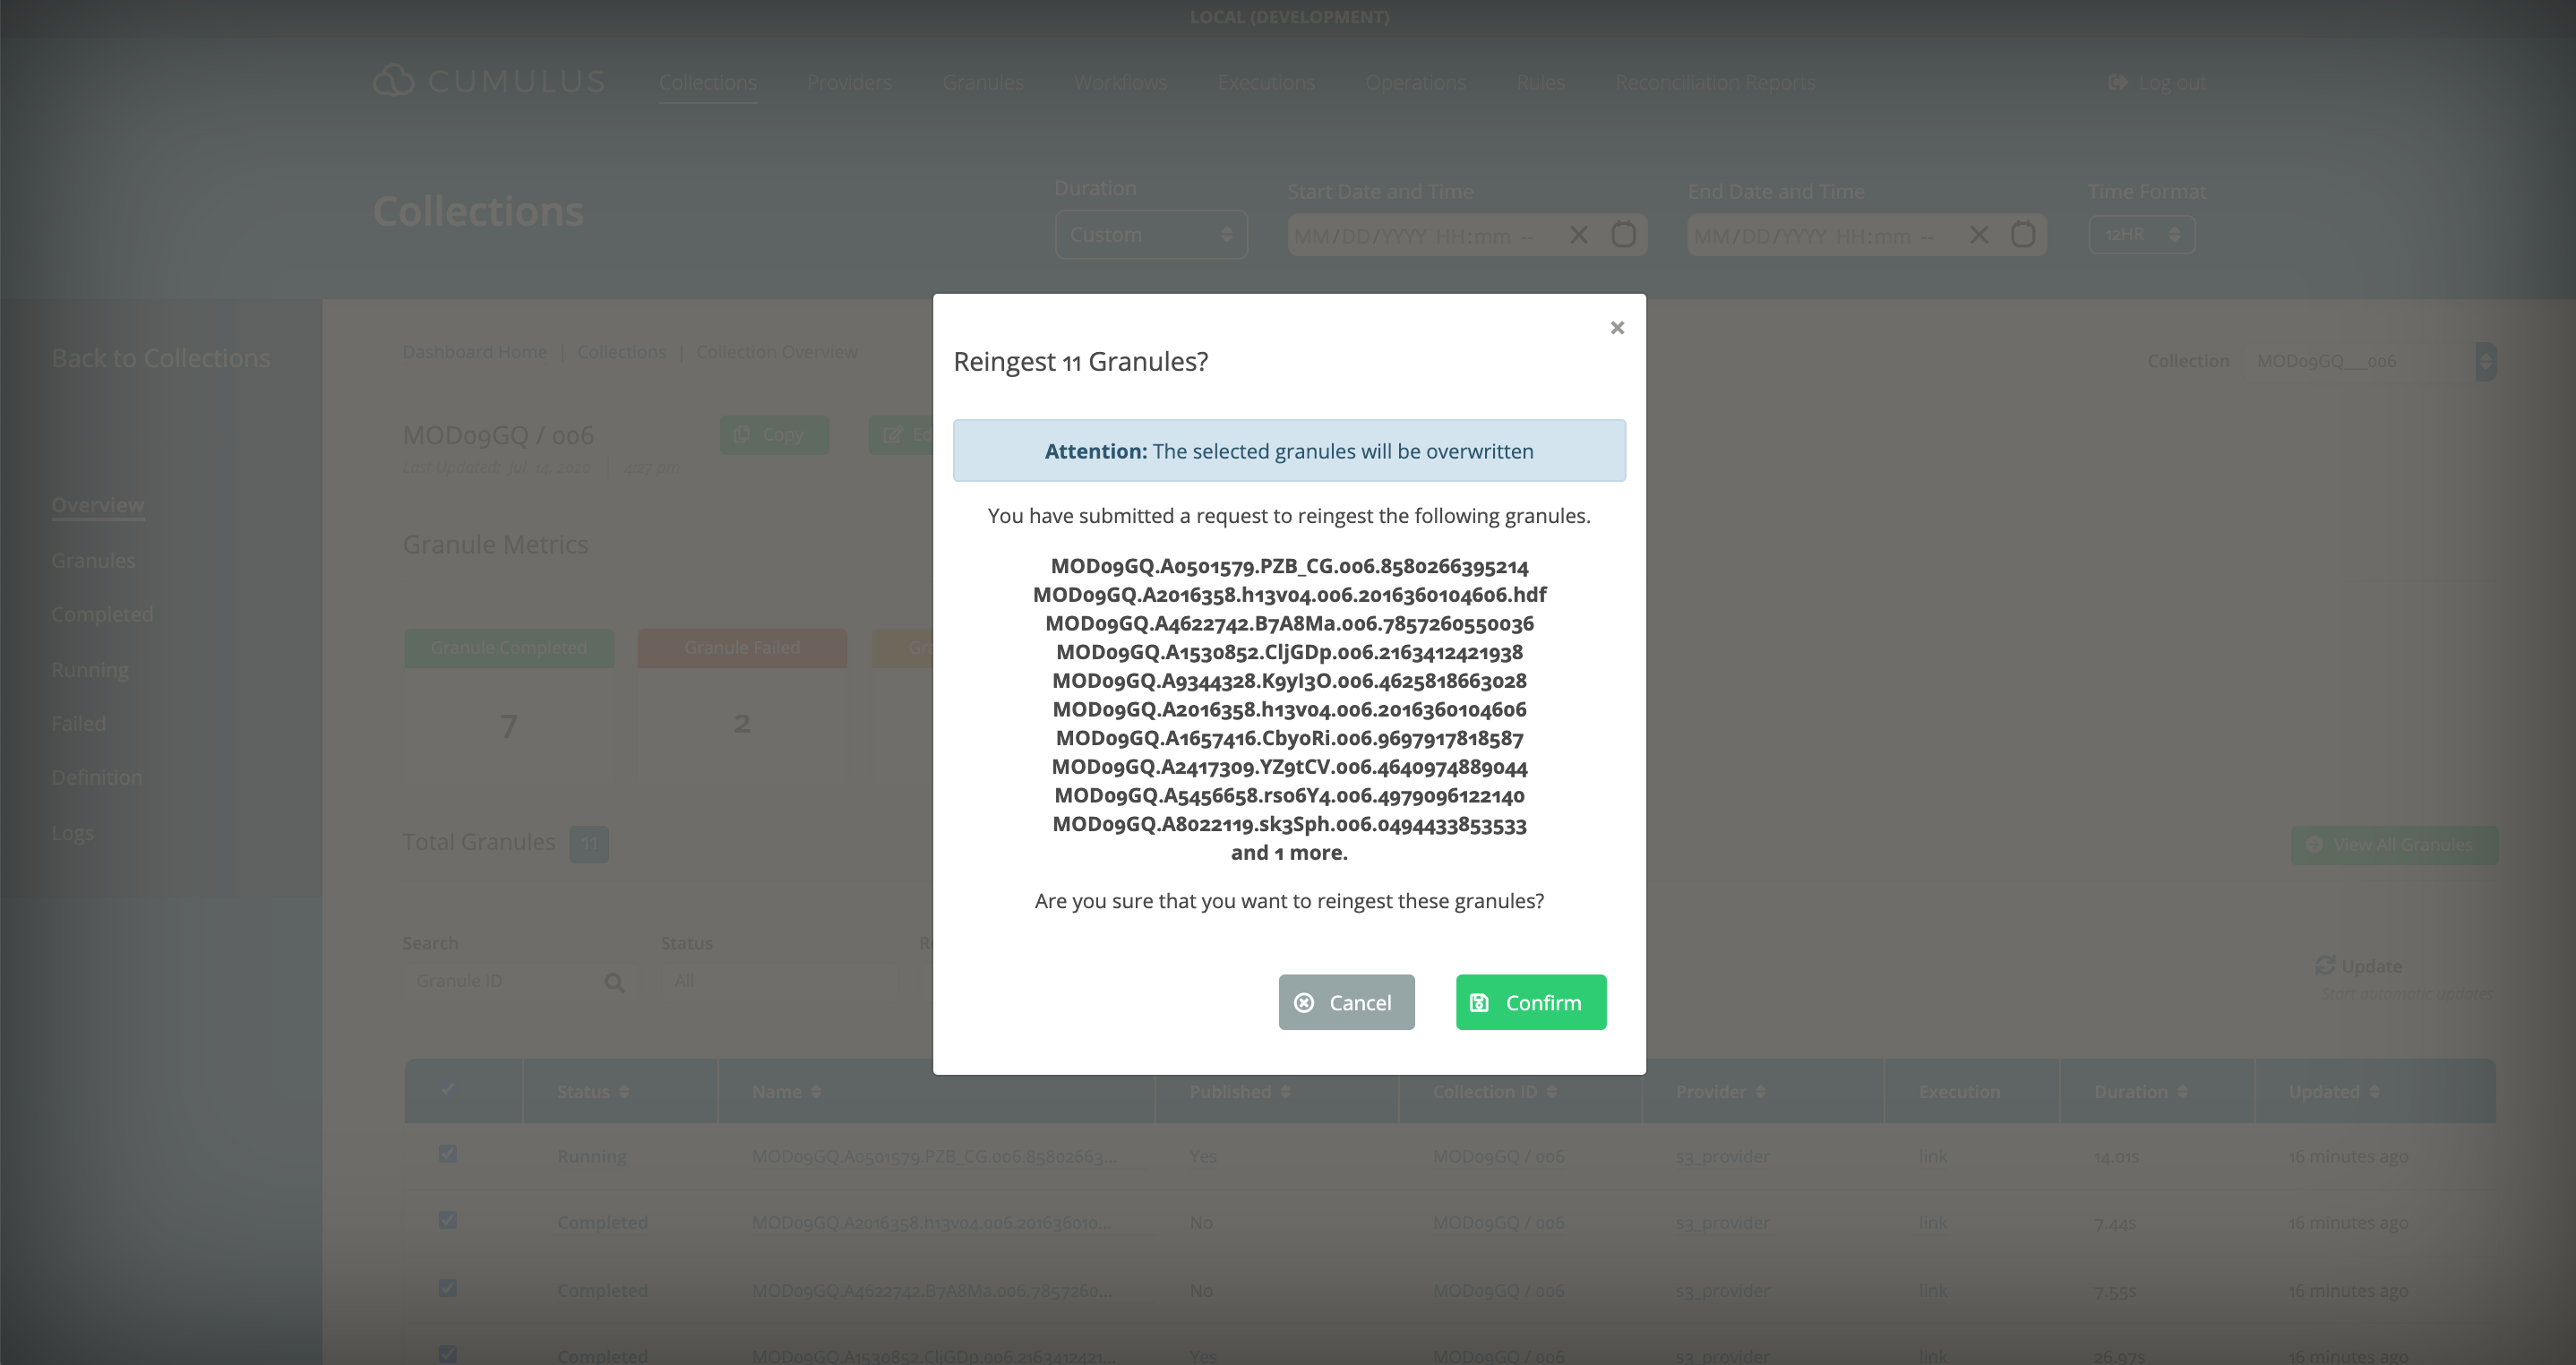 LOCAL (DEVELOPMENT)
CUMULUS Collections Providers Granules Workflows Executions Operations Rules Reconciliation Reports Log out
Collections
Duration Start Date and Time End Date and Time Time Format
Custom MM/DD/YYYY HH:mm -- MM/DD/YYYY HH:mm -- 12HR
Back to Collections
Overview
Granules
Completed
Running
Failed
Definition
Logs
Dashboard Home | Collections | Collection Overview
Collection MOD09GQ___006
MOD09GQ / 006 Copy
Last Updated: Jul. 14, 2020 | 4:27 pm
Granule Metrics
Granule Completed Granule Failed
7 2
Total Granules 11
View All Granules
Search Status
Granule ID All
Update
Start automatic updates
×
Reingest 11 Granules?
Attention: The selected granules will be overwritten
You have submitted a request to reingest the following granules.
MOD09GQ.A0501579.PZB_CG.006.8580266395214
MOD09GQ.A2016358.h13v04.006.2016360104606.hdf
MOD09GQ.A4622742.B7A8Ma.006.7857260550036
MOD09GQ.A1530852.CljGDp.006.2163412421938
MOD09GQ.A9344328.K9yI3O.006.4625818663028
MOD09GQ.A2016358.h13v04.006.2016360104606
MOD09GQ.A1657416.CbyoRi.006.9697917818587
MOD09GQ.A2417309.YZ9tCV.006.4640974889044
MOD09GQ.A5456658.rso6Y4.006.4979096122140
MOD09GQ.A8022119.sk3Sph.006.0494433853533
and 1 more.
Are you sure that you want to reingest these granules?
Cancel Confirm
Status Name Published Collection ID Provider Execution Duration Updated
Running MOD09GQ.A0501579.PZB_CG.006.85802663... Yes MOD09GQ / 006 s3_provider link 14.01s 16 minutes ago
Completed MOD09GQ.A2016358.h13v04.006.201636010... No MOD09GQ / 006 s3_provider link 7.44s 16 minutes ago
Completed MOD09GQ.A4622742.B7A8Ma.006.7857260... No MOD09GQ / 006 s3_provider link 7.55s 16 minutes ago
Completed MOD09GQ.A1530852.CljGDp.006.2163412421... Yes MOD09GQ / 006 s3_provider link 26.97s 16 minutes ago